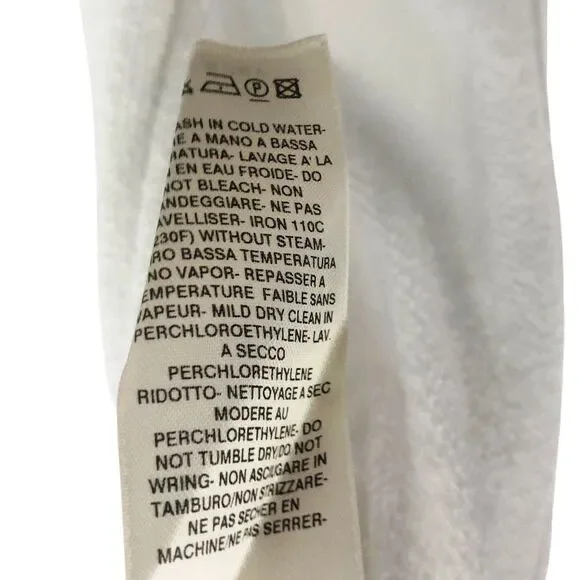 P
ASH IN COLD WATER-
E A MANO A BASSA
RATURA- LAVAGE A' LA
EN EAU FROIDE- DO
NOT BLEACH- NON
ANDEGGIARE- NE PAS
AVELLISER- IRON 110C
230F) WITHOUT STEAM-
RO BASSA TEMPERATURA
NO VAPOR- REPASSER A
EMPERATURE FAIBLE SANS
VAPEUR- MILD DRY CLEAN IN
PERCHLOROETHYLENE- LAV.
A SECCO
PERCHLORETHYLENE
RIDOTTO- NETTOYAGE A SEC
MODERE AU
PERCHLORETHYLENE- DO
NOT TUMBLE DRY/DO NOT
WRING- NON ASCIUGARE IN
TAMBURO/NON STRIZZARE-
NE PAS SECHER EN
MACHINE/NE PAS SERRER-